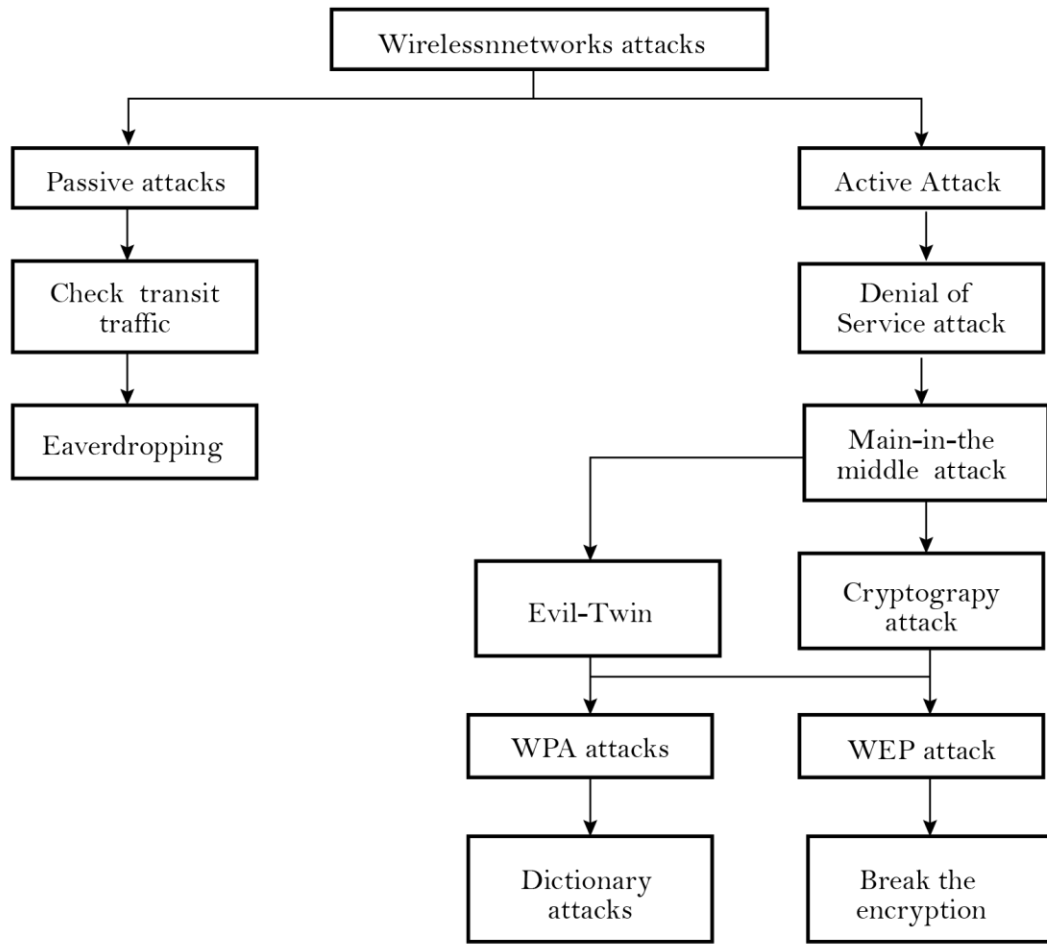 Wirelessnnetworks attacks
Passive attacks
Active Attack
Check transit
traffic
Denial of
Service attack
Eaverdropping
Main-in-the
middle attack
Evil-Twin
Cryptograpy
attack
WPA attacks
WEP attack
Dictionary
attacks
Break the
encryption